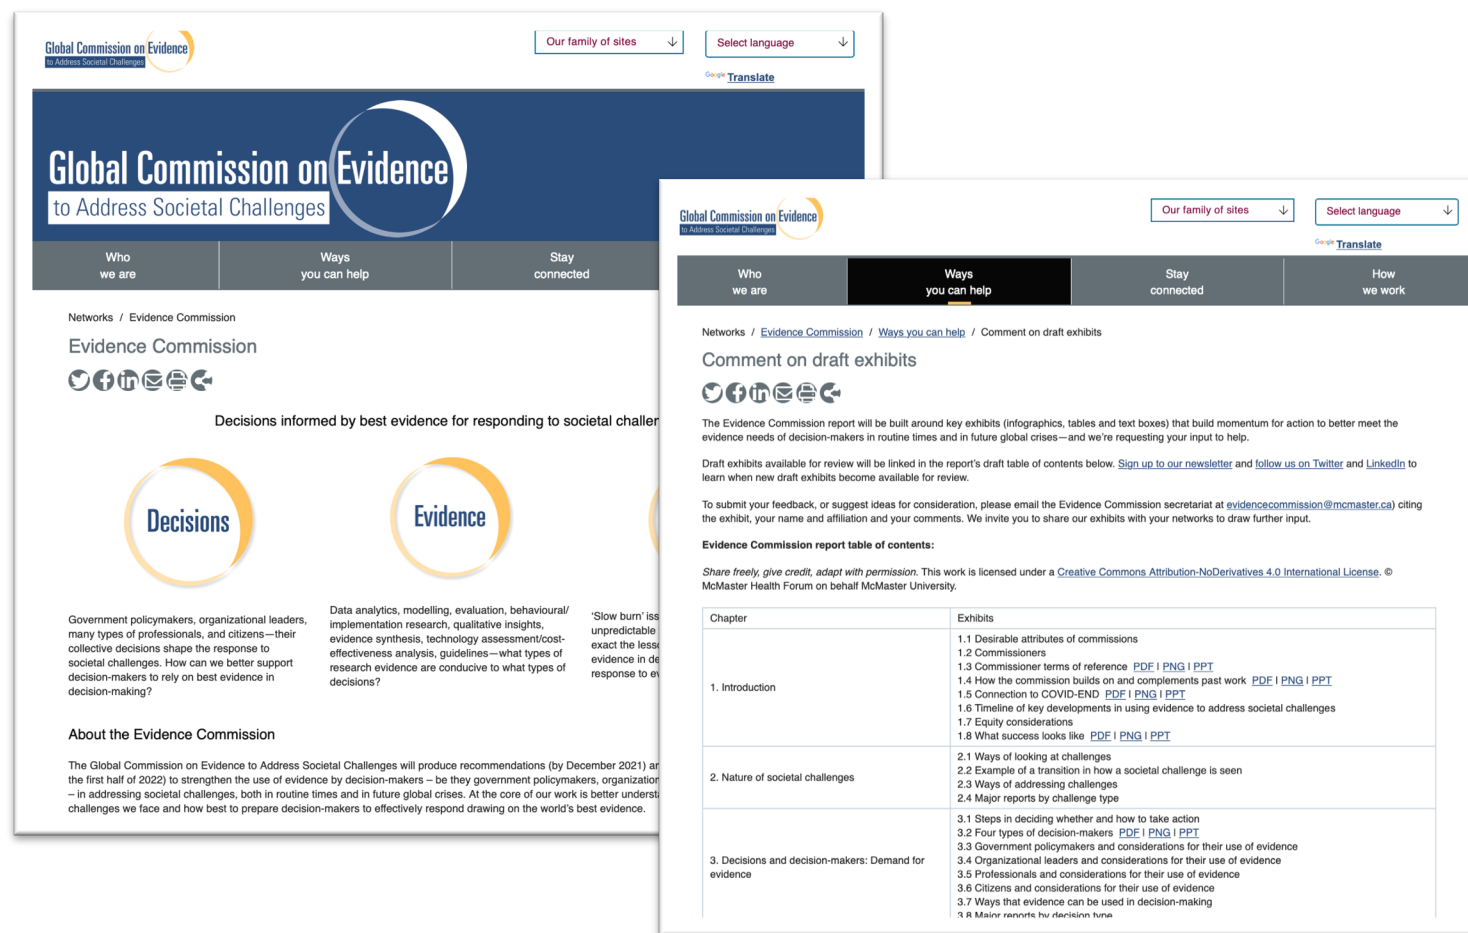 Global Commission on Evidence
to Address Societal Challenges
Our family of sites
Select language
Google Translate
Global Commission on Evidence
to Address Societal Challenges
Who
we are
Ways
you can help
Stay
connected
Networks / Evidence Commission
Evidence Commission
Decisions informed by best evidence for responding to societal
Decisions
Evidence
Government policymakers, organizational leaders,
many types of professionals, and citizens—their
collective decisions shape the response to
societal challenges. How can we better support
decision-makers to rely on best evidence in
decision-making?
Data analytics, modelling, evaluation, behavioural/
implementation research, qualitative insights,
evidence synthesis, technology assessment/cost-
effectiveness analysis, guidelines—what types of
research evidence are conducive to what types of
decisions?
‘Slow burn’ iss
unpredictable
exact the less
evidence in de
response to ev
About the Evidence Commission
The Global Commission on Evidence to Address Societal Challenges will produce recommendations (by December 2021) ar
the first half of 2022) to strengthen the use of evidence by decision-makers – be they government policymakers, organization
– in addressing societal challenges, both in routine times and in future global crises. At the core of our work is better underst
challenges we face and how best to prepare decision-makers to effectively respond drawing on the world’s best evidence.
Global Commission on Evidence
to Address Societal Challenges
Our family of sites
Select language
Google Translate
Who
we are
Ways
you can help
Stay
connected
How
we work
Networks / Evidence Commission / Ways you can help / Comment on draft exhibits
Comment on draft exhibits
The Evidence Commission report will be built around key exhibits (infographics, tables and text boxes) that build momentum for action to better meet the
evidence needs of decision-makers in routine times and in future global crises—and we’re requesting your input to help.
Draft exhibits available for review will be linked in the report’s draft table of contents below. Sign up to our newsletter and follow us on Twitter and LinkedIn to
learn when new draft exhibits become available for review.
To submit your feedback, or suggest ideas for consideration, please email the Evidence Commission secretariat at evidencecommission@mcmaster.ca) citing
the exhibit, your name and affiliation and your comments. We invite you to share our exhibits with your networks to draw further input.
Evidence Commission report table of contents:
Share freely, give credit, adapt with permission. This work is licensed under a Creative Commons Attribution-NoDerivatives 4.0 International License. ©
McMaster Health Forum on behalf McMaster University.
Chapter
Exhibits
1. Introduction
1.1 Desirable attributes of commissions
1.2 Commissioners
1.3 Commissioner terms of reference PDF | PNG | PPT
1.4 How the commission builds on and complements past work PDF | PNG | PPT
1.5 Connection to COVID-END PDF | PNG | PPT
1.6 Timeline of key developments in using evidence to address societal challenges
1.7 Equity considerations
1.8 What success looks like PDF | PNG | PPT
2. Nature of societal challenges
2.1 Ways of looking at challenges
2.2 Example of a transition in how a societal challenge is seen
2.3 Ways of addressing challenges
2.4 Major reports by challenge type
3. Decisions and decision-makers: Demand for
evidence
3.1 Steps in deciding whether and how to take action
3.2 Four types of decision-makers PDF | PNG | PPT
3.3 Government policymakers and considerations for their use of evidence
3.4 Organizational leaders and considerations for their use of evidence
3.5 Professionals and considerations for their use of evidence
3.6 Citizens and considerations for their use of evidence
3.7 Ways that evidence can be used in decision-making
3.8 Major reports by decision type